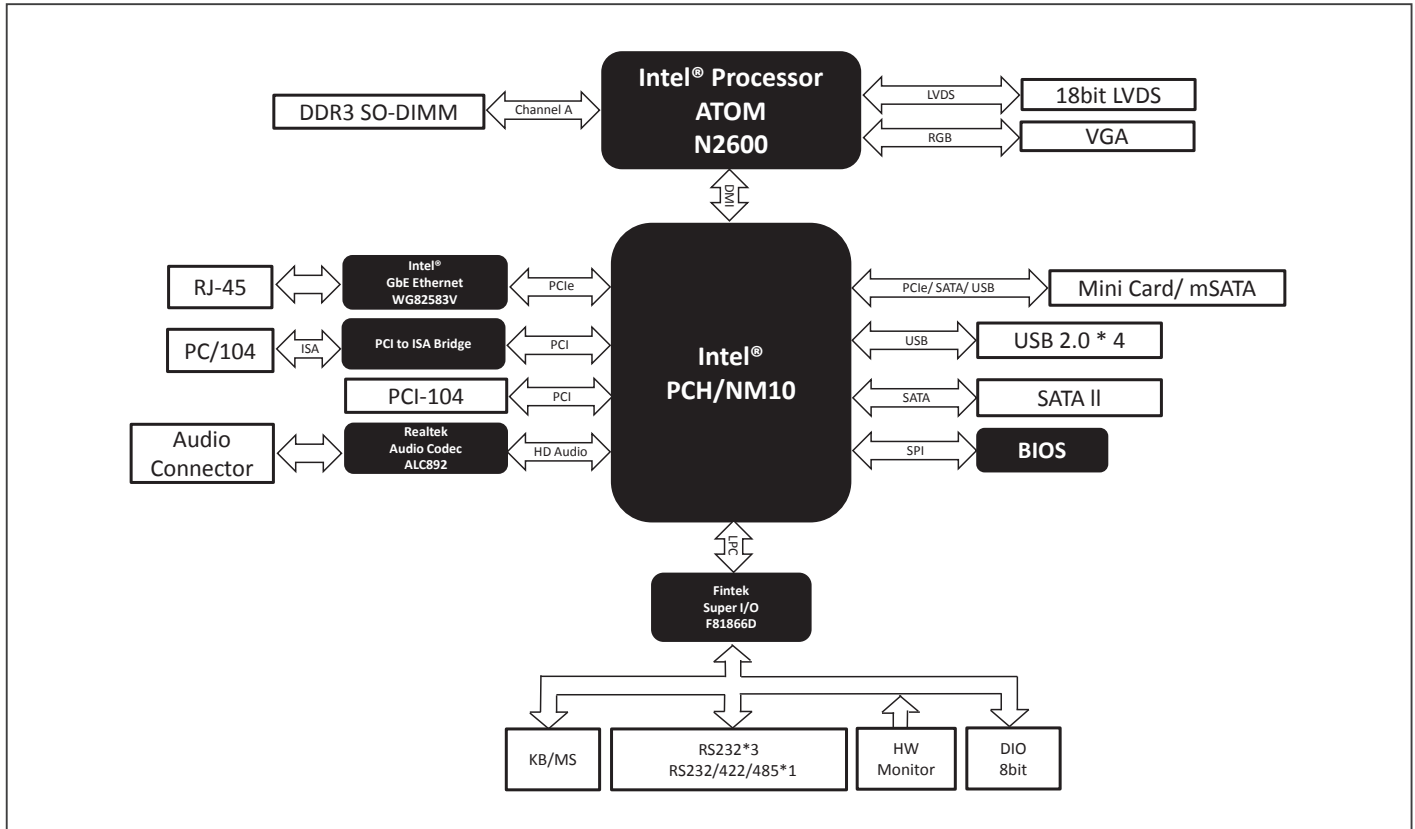 Intel® Processor
ATOM
N2600
DDR3 SO-DIMM
Channel A
LVDS
18bit LVDS
RGB
VGA
DMI
Intel®
PCH/NM10
RJ-45
Intel®
GbE Ethernet
WG82583V
PCIe
PC/104
ISA
PCI to ISA Bridge
PCI
PCI-104
PCI
Audio
Connector
Realtek
Audio Codec
ALC892
HD Audio
PCIe/ SATA/ USB
Mini Card/ mSATA
USB
USB 2.0 * 4
SATA
SATA ll
SPI
BIOS
LPC
Fintek
Super I/O
F81866D
KB/MS
RS232*3
RS232/422/485*1
HW
Monitor
DIO
8bit